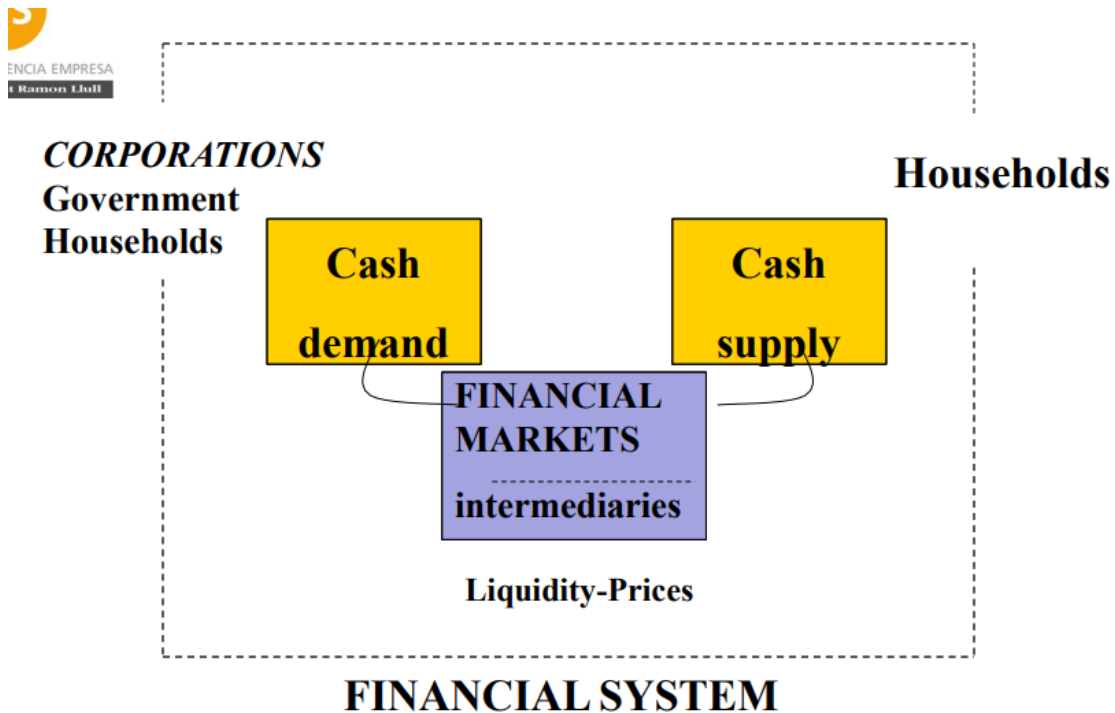 S
ENCIA EMPRESA
t Ramon Llull
CORPORATIONS
Government
Households
Households
Cash
demand
Cash
supply
FINANCIAL
MARKETS
intermediaries
Liquidity-Prices
FINANCIAL SYSTEM